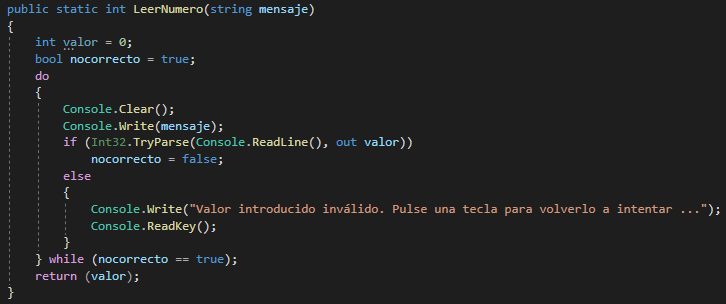 public static int LeerNumero(string mensaje)
{
    int valor = 0;
    bool nocorrecto = true;
    do
    {
        Console.Clear();
        Console.Write(mensaje);
        if (Int32.TryParse(Console.ReadLine(), out valor))
            nocorrecto = false;
        else
        {
            Console.Write("Valor introducido inválido. Pulse una tecla para volverlo a intentar ...");
            Console.ReadKey();
        }
    } while (nocorrecto == true);
    return (valor);
}